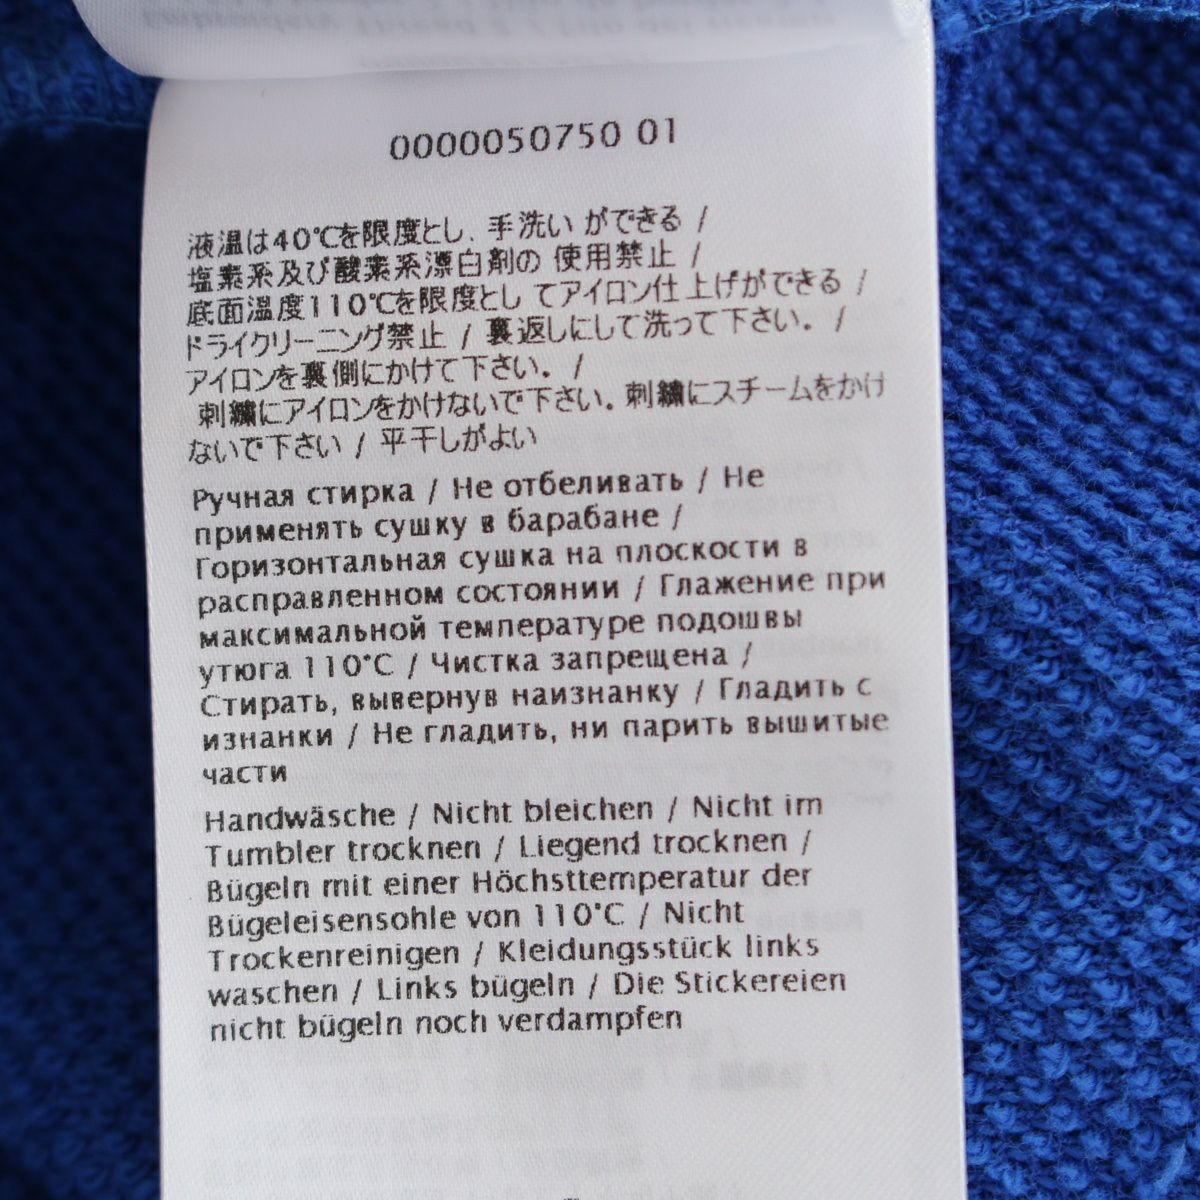 0000050750 01
液温は40℃を限度とし、手洗い ができる /
塩素系及び酸素系漂白剤の 使用禁止 /
底面温度110℃を限度とし てアイロン仕上げができる /
ドライクリーニング禁止 / 裏返しにして洗って下さい。 /
アイロンを裏側にかけて下さい。 /
刺繍にアイロンをかけないで下さい。刺繍にスチームをかけ
ないで下さい / 平干しがよい
Ручная стирка / Не отбеливать / Не
применять сушку в барабане /
Горизонтальная сушка на плоскости в
расправленном состоянии / Глажение при
максимальной температуре подошвы
утюга 110°C / Чистка запрещена /
Стирать, вывернув наизнанку / Гладить с
изнанки / Не гладить, ни парить вышитые
части
Handwäsche / Nicht bleichen / Nicht im
Tumbler trocknen / Liegend trocknen /
Bügeln mit einer Höchsttemperatur der
Bügeleisensohle von 110°C / Nicht
Trockenreinigen / Kleidungsstück links
waschen / Links bügeln / Die Stickereien
nicht bügeln noch verdampfen